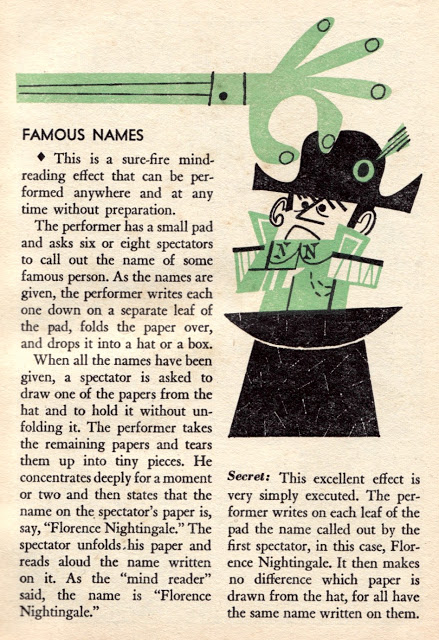 FAMOUS NAMES
♦ This is a sure-fire mind-
reading effect that can be per-
formed anywhere and at any
time without preparation.
The performer has a small pad
and asks six or eight spectators
to call out the name of some
famous person. As the names are
given, the performer writes each
one down on a separate leaf of
the pad, folds the paper over,
and drops it into a hat or a box.
When all the names have been
given, a spectator is asked to
draw one of the papers from the
hat and to hold it without un-
folding it. The performer takes
the remaining papers and tears
them up into tiny pieces. He
concentrates deeply for a moment
or two and then states that the
name on the spectator's paper is,
say, "Florence Nightingale." The
spectator unfolds his paper and
reads aloud the name written
on it. As the "mind reader"
said, the name is "Florence
Nightingale."
N
Secret: This excellent effect is
very simply executed. The per-
former writes on each leaf of the
pad the name called out by the
first spectator, in this case, Flor-
ence Nightingale. It then makes
no difference which paper is
drawn from the hat, for all have
the same name written on them.